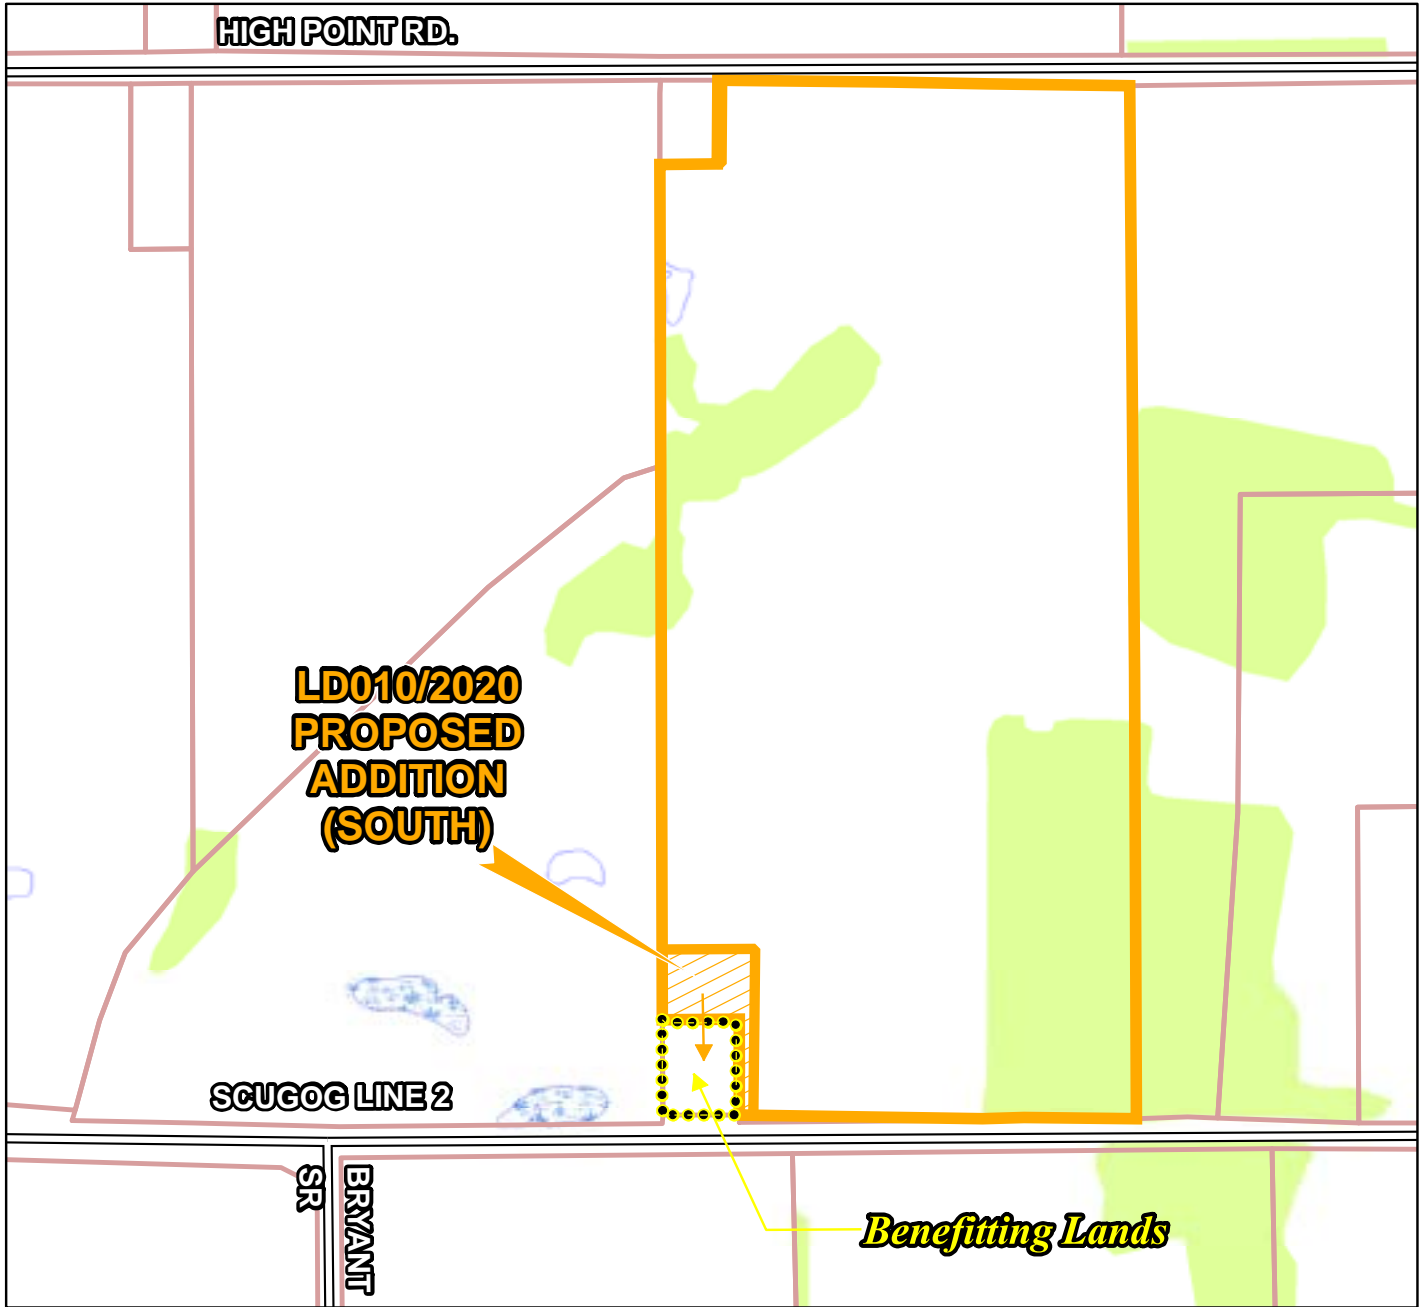 HIGH POINT RD.
LD010/2020
PROPOSED
ADDITION
(SOUTH)
SCUGOG LINE 2
BRYANT
SR
Benefitting Lands